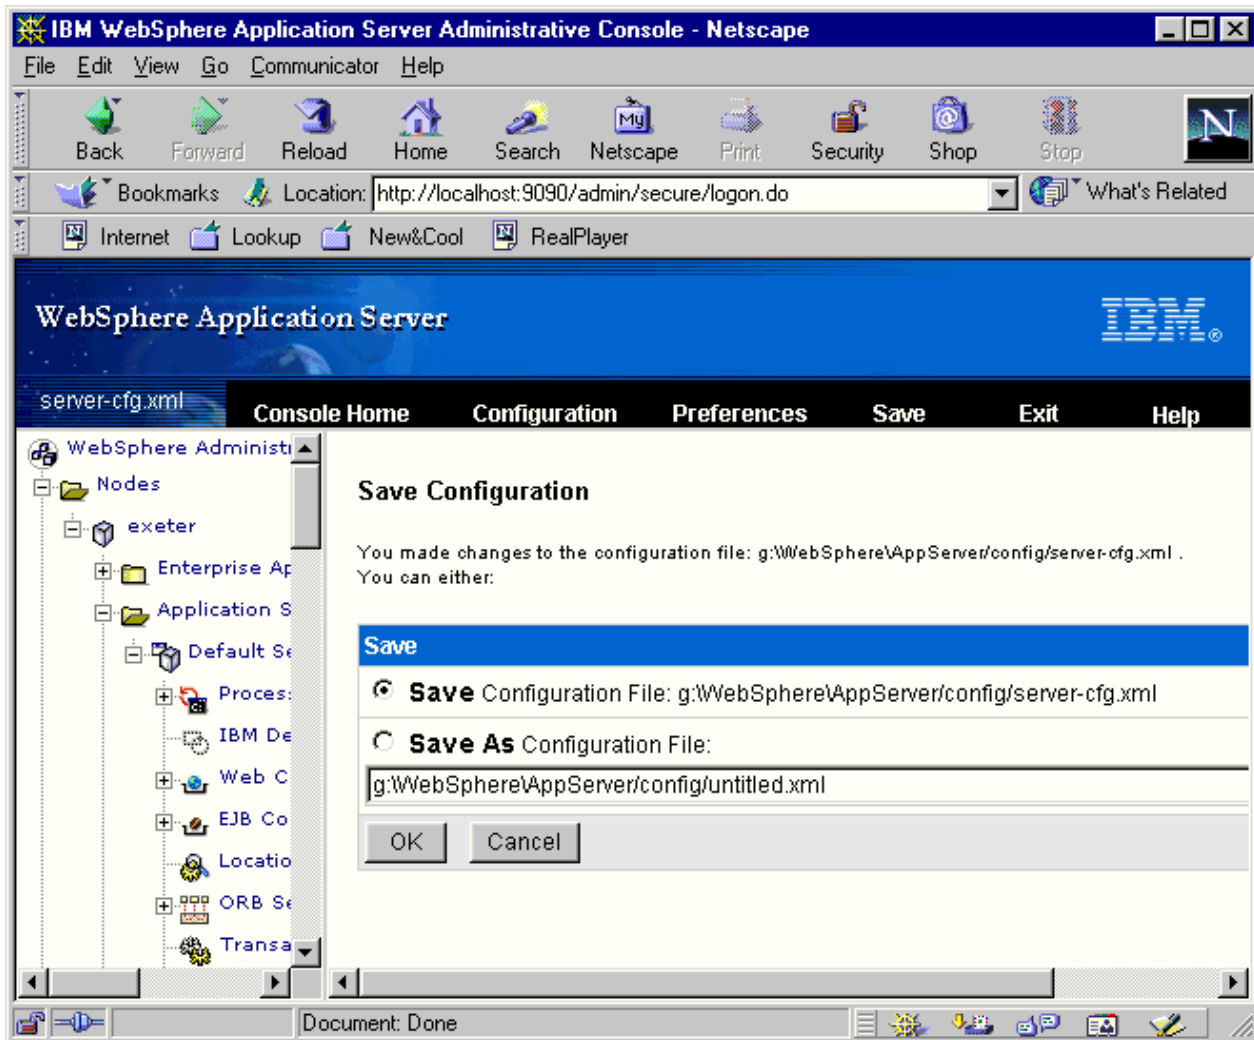 IBM WebSphere Application Server Administrative Console - Netscape
File Edit View Go Communicator Help
My N
Back Forward Reload Home Search Netscape Print Security Shop Stop
Bookmarks Location: http://localhost:9090/admin/secure/logon.do What's Related
Internet Lookup New&Cool RealPlayer
WebSphere Application Server IBM®
server-cfg.xml Console Home Configuration Preferences Save Exit Help
WebSphere Administr
Nodes
exeter
Enterprise Ap
Application S
Default Se
Proces
IBM De
Web C
EJB Co
Locatio
ORB Se
Transa
Save Configuration
You made changes to the configuration file: g:\WebSphere\AppServer/config/server-cfg.xml .
You can either:
Save
Save Configuration File: g:\WebSphere\AppServer/config/server-cfg.xml
Save As Configuration File:
g:\WebSphere\AppServer/config/untitled.xml
OK Cancel
Document: Done